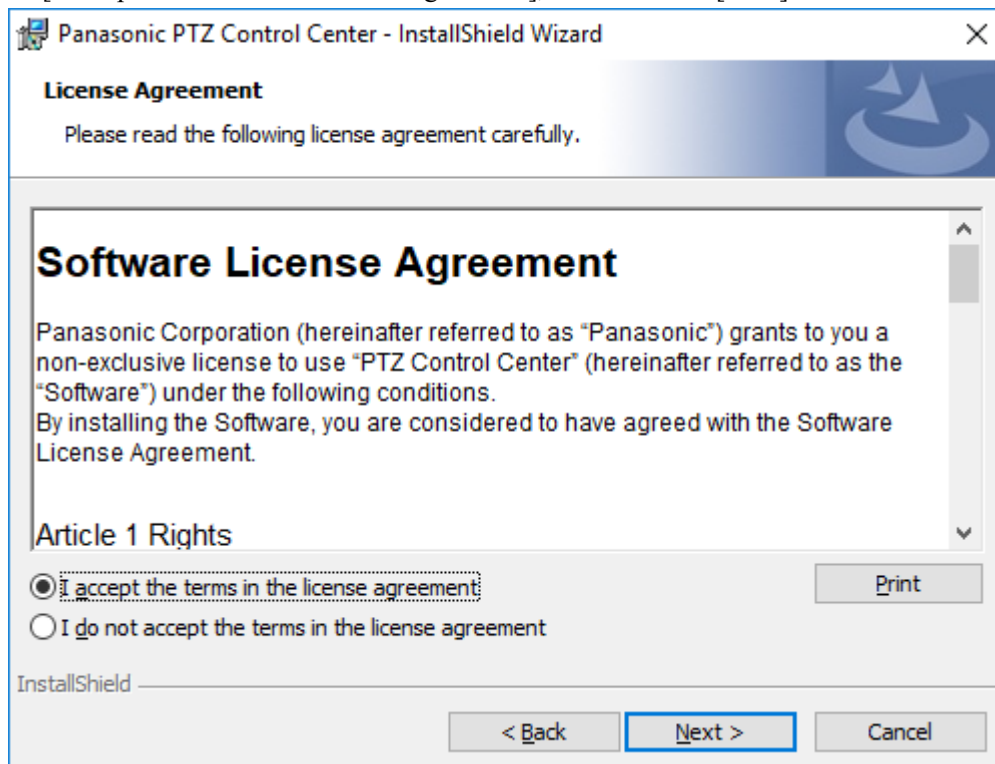 Panasonic PTZ Control Center - InstallShield Wizard
License Agreement
Please read the following license agreement carefully.
Software License Agreement
Panasonic Corporation (hereinafter referred to as “Panasonic”) grants to you a
non-exclusive license to use “PTZ Control Center” (hereinafter referred to as the
“Software”) under the following conditions.
By installing the Software, you are considered to have agreed with the Software
License Agreement.
Article 1 Rights
I accept the terms in the license agreement
Print
I do not accept the terms in the license agreement
InstallShield
< Back
Next >
Cancel